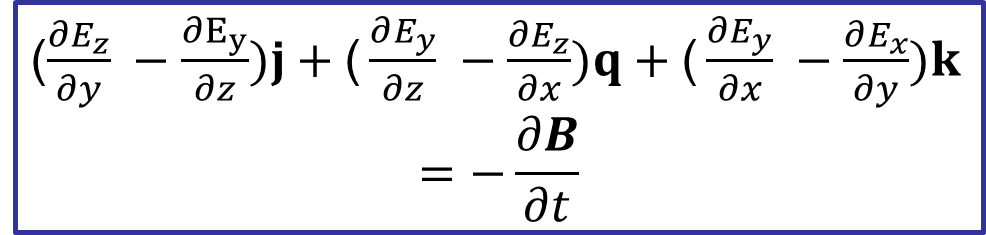 (∂E_z/∂y − ∂E_y/∂z)𝐣 + (∂E_y/∂z − ∂E_z/∂x)𝐪 + (∂E_y/∂x − ∂E_x/∂y)𝐤
= − ∂𝑩/∂t